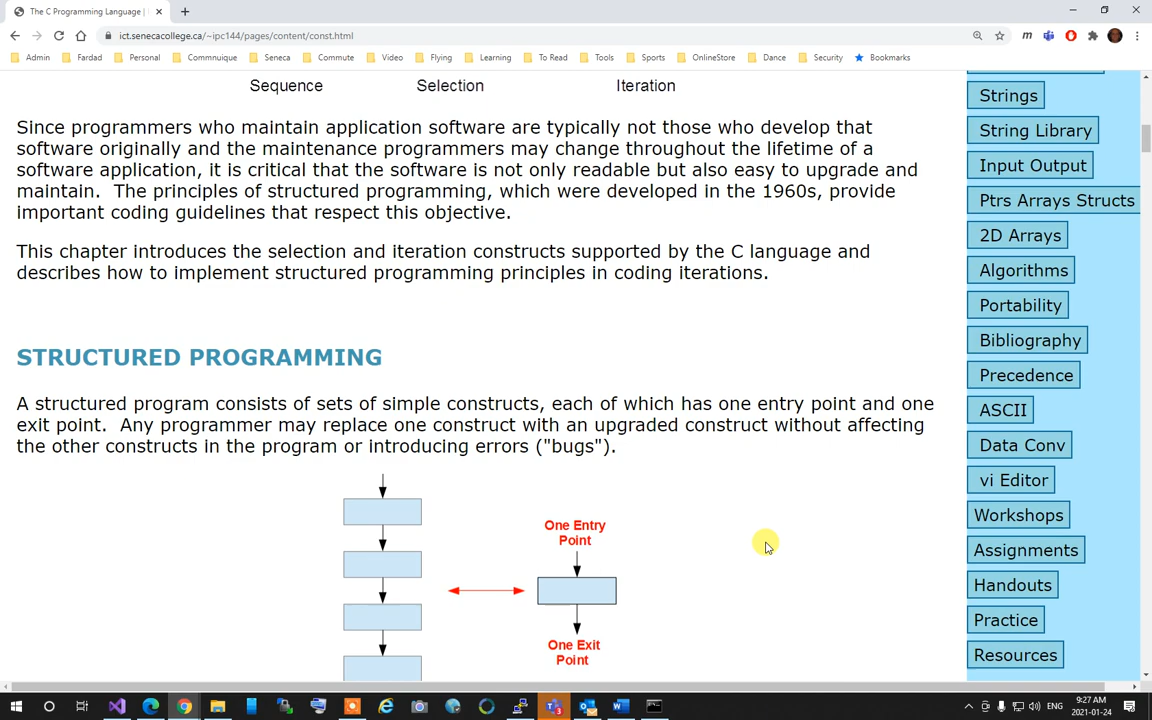 The C Programming Language |
ict.senecacollege.ca/~ipc144/pages/content/const.html
Admin Fardad Personal Commnuique Seneca Commute Video Flying Learning To Read Tools Sports OnlineStore Dance Security Bookmarks
Sequence Selection Iteration
Since programmers who maintain application software are typically not those who develop that
software originally and the maintenance programmers may change throughout the lifetime of a
software application, it is critical that the software is not only readable but also easy to upgrade and
maintain. The principles of structured programming, which were developed in the 1960s, provide
important coding guidelines that respect this objective.
This chapter introduces the selection and iteration constructs supported by the C language and
describes how to implement structured programming principles in coding iterations.
STRUCTURED PROGRAMMING
A structured program consists of sets of simple constructs, each of which has one entry point and one
exit point. Any programmer may replace one construct with an upgraded construct without affecting
the other constructs in the program or introducing errors ("bugs").
One Entry
Point
One Exit
Point
Strings
String Library
Input Output
Ptrs Arrays Structs
2D Arrays
Algorithms
Portability
Bibliography
Precedence
ASCII
Data Conv
vi Editor
Workshops
Assignments
Handouts
Practice
Resources
9:27 AM
2021-01-24